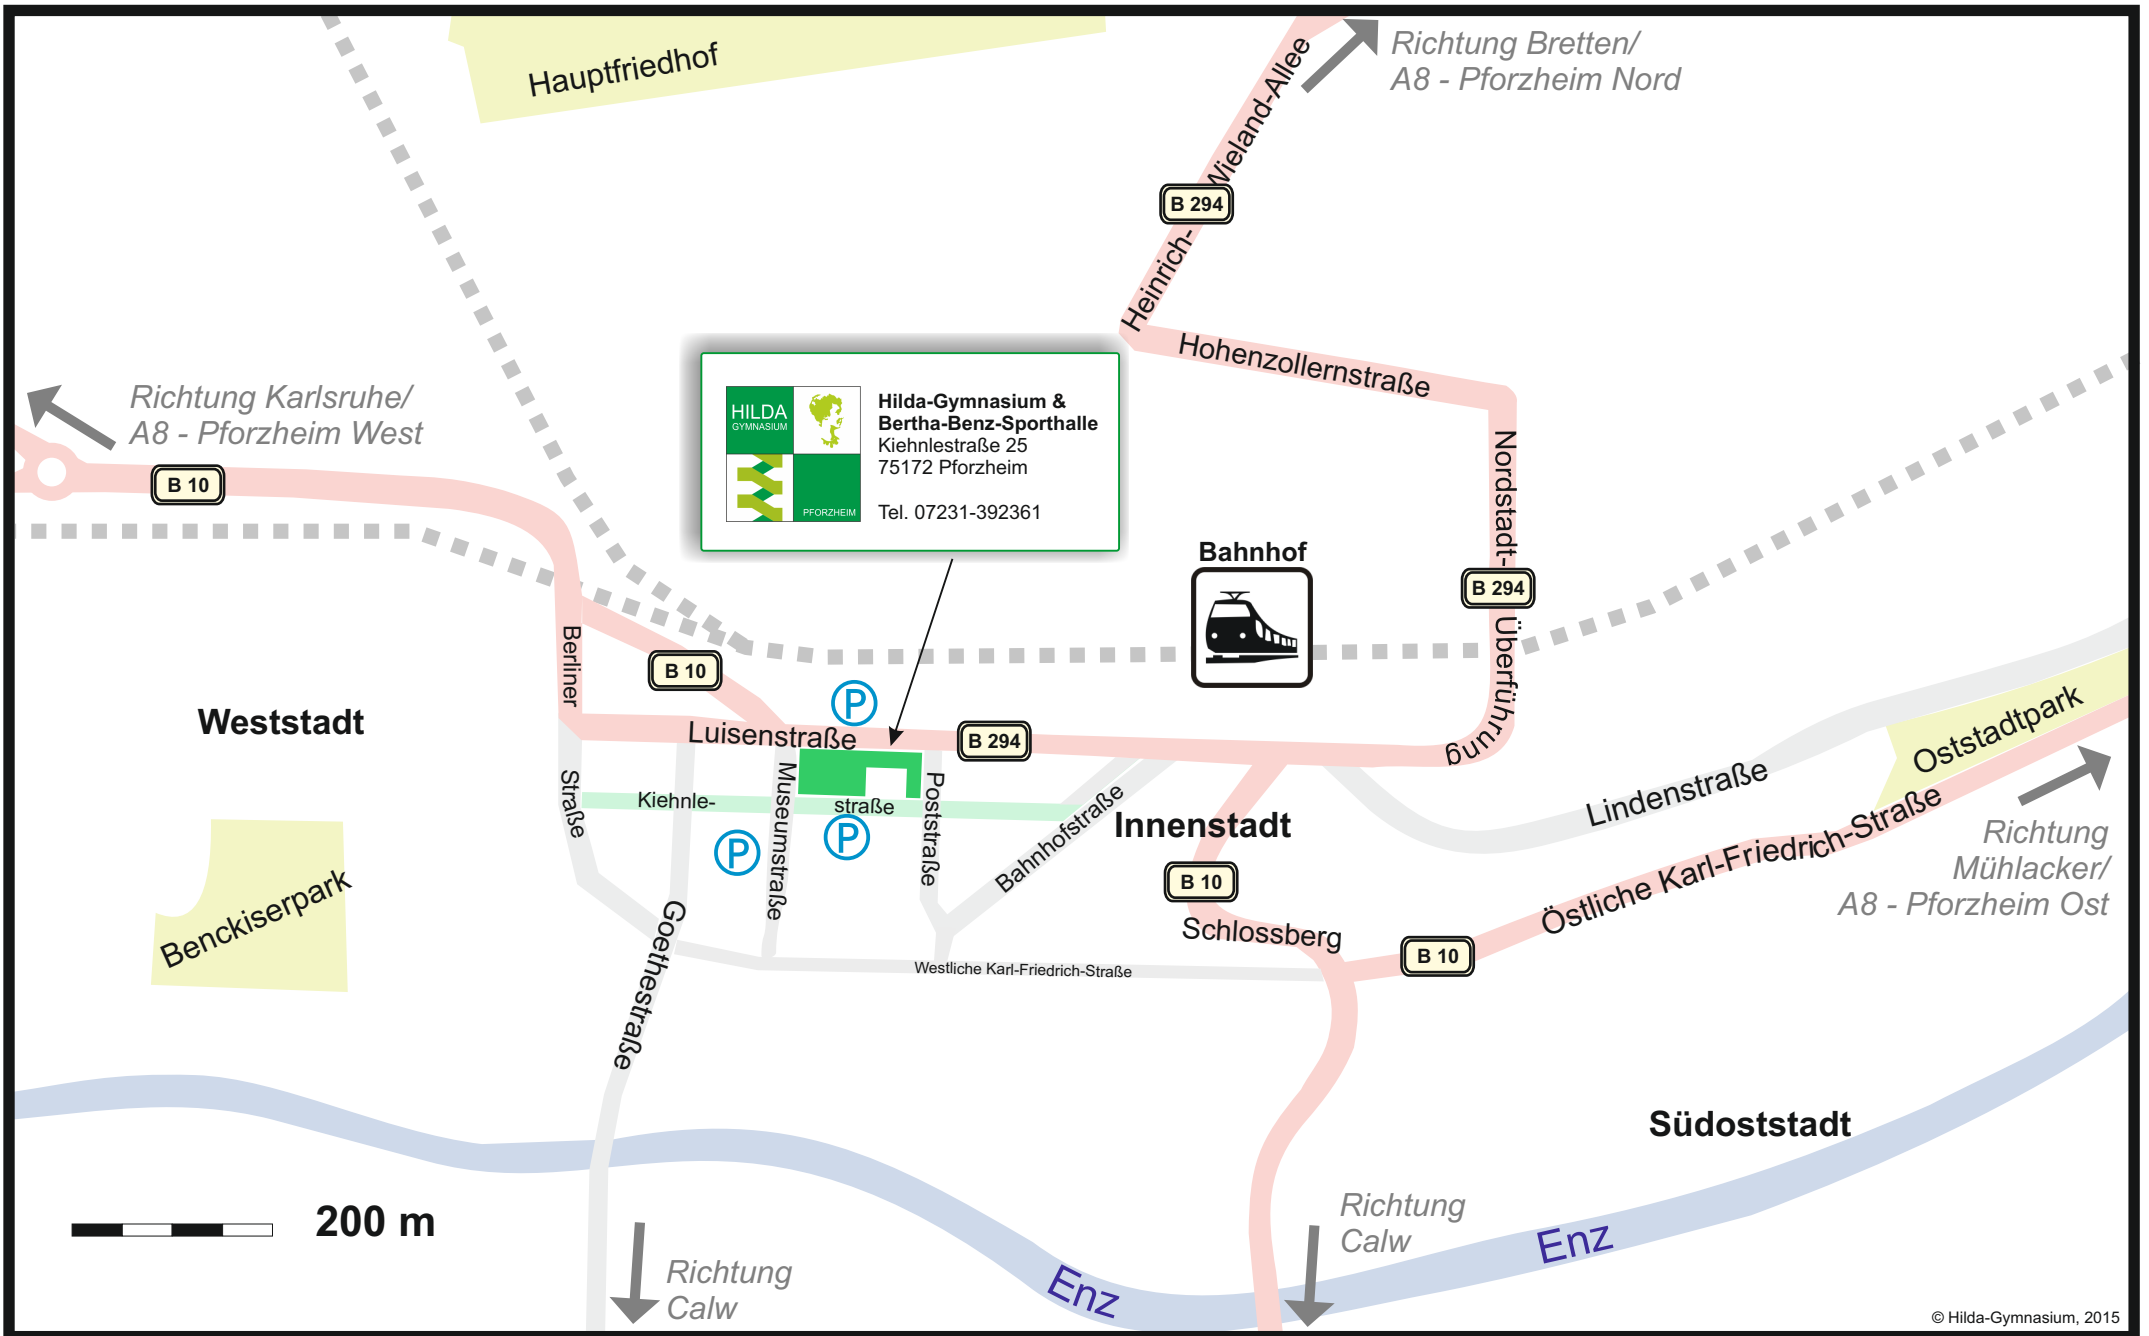 Hauptfriedhof
Richtung Bretten/
A8 - Pforzheim Nord
Heinrich-
Wieland-Allee
B 294
Hohenzollernstraße
Richtung Karlsruhe/
A8 - Pforzheim West
B 10
HILDA
GYMNASIUM
PFORZHEIM
Hilda-Gymnasium &
Bertha-Benz-Sporthalle
Kiehnlestraße 25
75172 Pforzheim
Tel. 07231-392361
Nordstadt-
B 294
Überführung
Bahnhof
Berliner
Straße
B 10
P
Weststadt
Luisenstraße
B 294
Museumstraße
Poststraße
Kiehnle-
straße
P
P
Bahnhofstraße
Innenstadt
Lindenstraße
Oststadtpark
Östliche Karl-Friedrich-Straße
Richtung
Mühlacker/
A8 - Pforzheim Ost
B 10
Schlossberg
B 10
Benckiserpark
Goethestraße
Westliche Karl-Friedrich-Straße
Südoststadt
200 m
Richtung
Calw
Richtung
Calw
Enz
Enz
© Hilda-Gymnasium, 2015